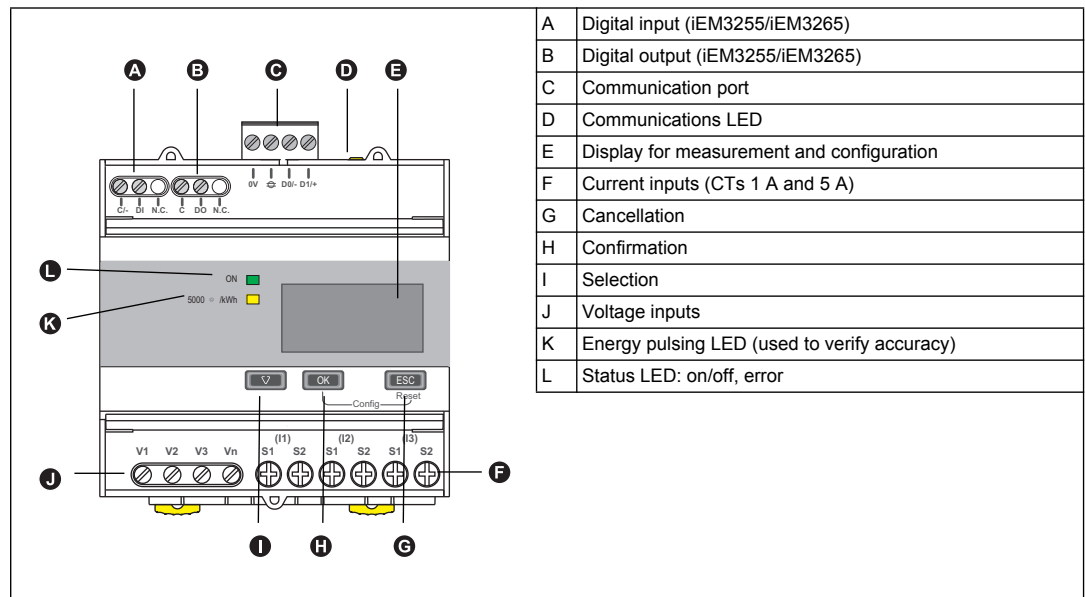 A B C D E
0V D0/- D1/+
C/- DI N.C. C DO N.C.
L ON
K 5000 /kWh
OK ESC
Config Reset
(I1) (I2) (I3)
V1 V2 V3 Vn S1 S2 S1 S2 S1 S2
J F
I H G
A Digital input (iEM3255/iEM3265)
B Digital output (iEM3255/iEM3265)
C Communication port
D Communications LED
E Display for measurement and configuration
F Current inputs (CTs 1 A and 5 A)
G Cancellation
H Confirmation
I Selection
J Voltage inputs
K Energy pulsing LED (used to verify accuracy)
L Status LED: on/off, error